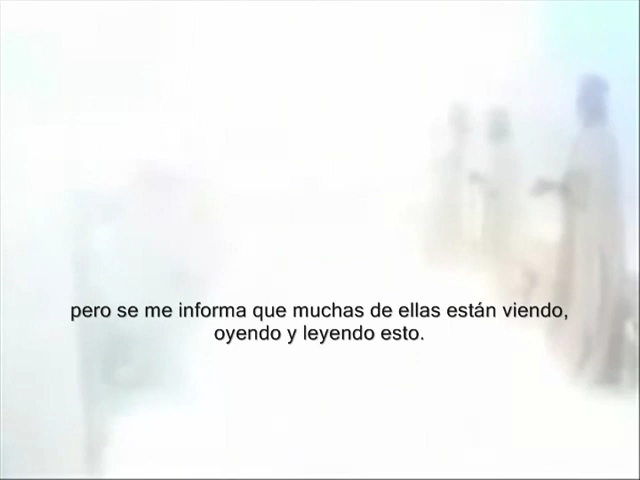 pero se me informa que muchas de ellas están viendo,
oyendo y leyendo esto.